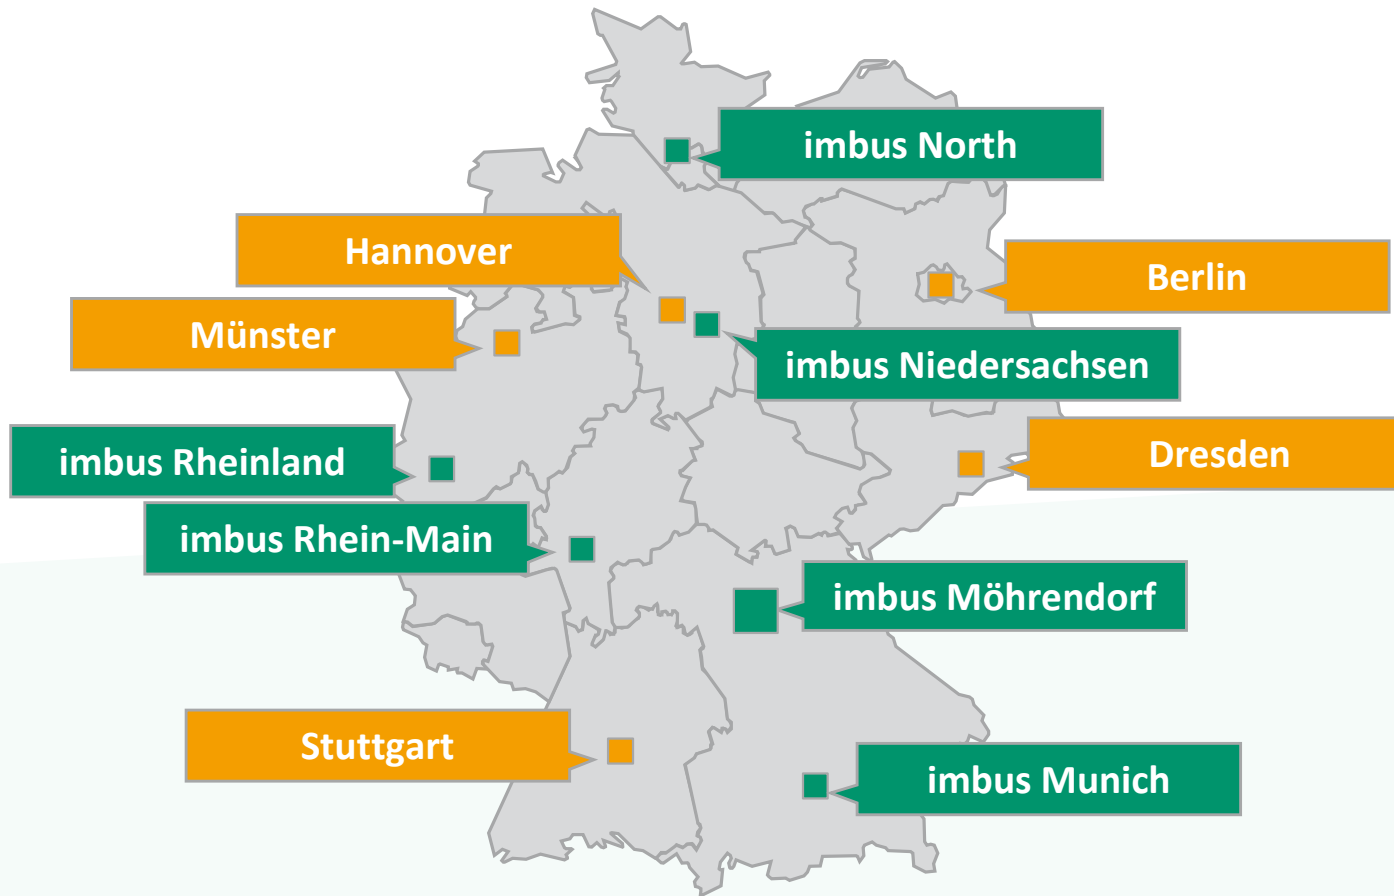 imbus North
Hannover
Berlin
Münster
imbus Niedersachsen
imbus Rheinland
Dresden
imbus Rhein-Main
imbus Möhrendorf
Stuttgart
imbus Munich